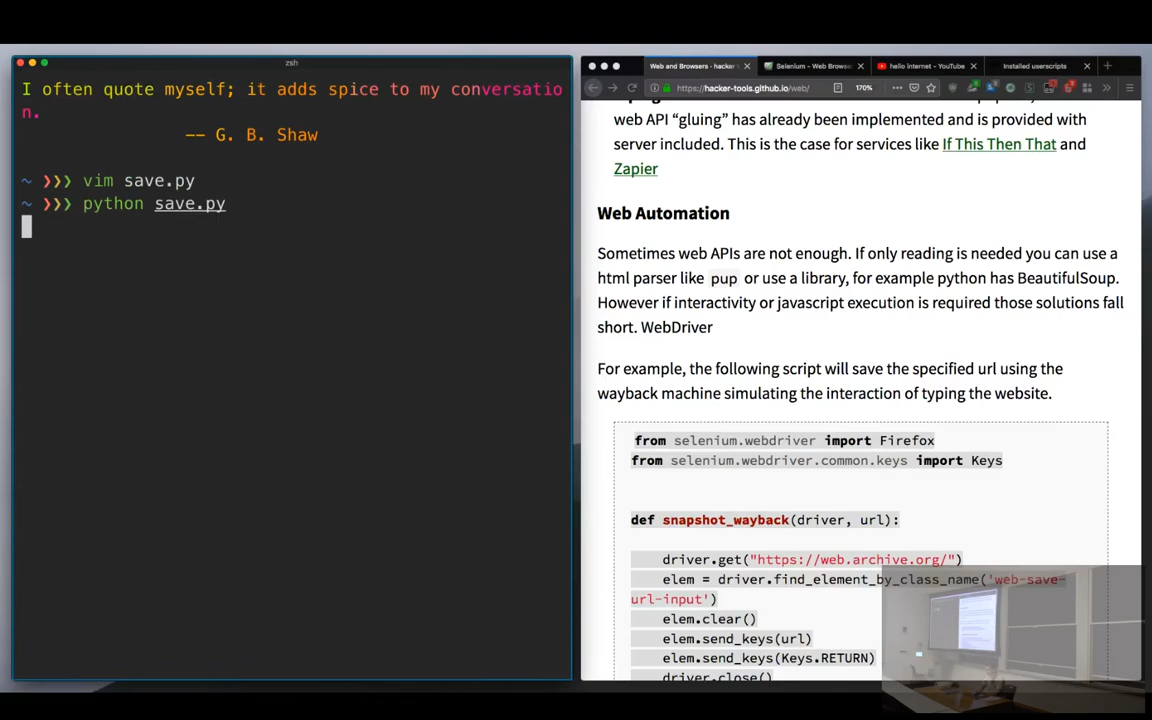 zsh
I often quote myself; it adds spice to my conversatio
n.
-- G. B. Shaw
~ ❯❯❯ vim save.py
~ ❯❯❯ python save.py
Web and Browsers - hacker
Selenium - Web Browse
hello internet - YouTube
Installed userscripts
https://hacker-tools.github.io/web/
170%
web API “gluing” has already been implemented and is provided with
server included. This is the case for services like If This Then That and
Zapier
Web Automation
Sometimes web APIs are not enough. If only reading is needed you can use a
html parser like pup or use a library, for example python has BeautifulSoup.
However if interactivity or javascript execution is required those solutions fall
short. WebDriver
For example, the following script will save the specified url using the
wayback machine simulating the interaction of typing the website.
from selenium.webdriver import Firefox
from selenium.webdriver.common.keys import Keys
def snapshot_wayback(driver, url):
driver.get("https://web.archive.org/")
elem = driver.find_element_by_class_name('web-save-
url-input')
elem.clear()
elem.send_keys(url)
elem.send_keys(Keys.RETURN)
driver.close()